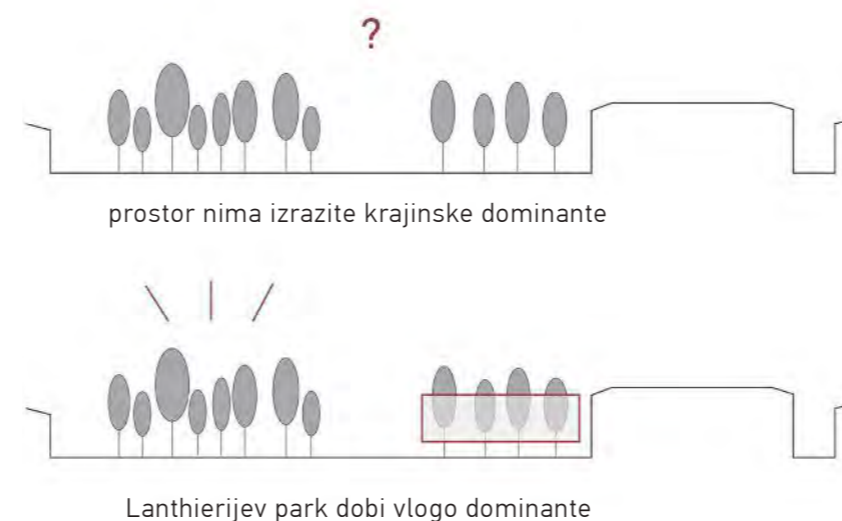 ?
prostor nima izrazite krajinske dominante
Lanthierijev park dobi vlogo dominante